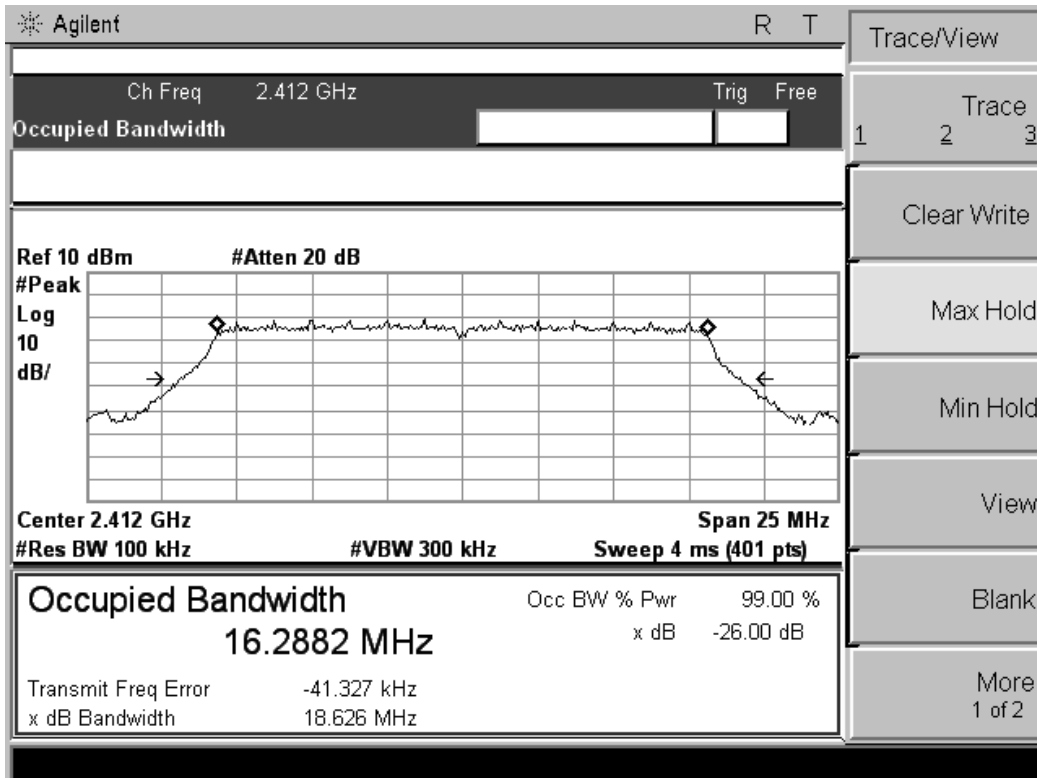 Agilent R T
Ch Freq 2.412 GHz Trig Free
Occupied Bandwidth
Ref 10 dBm #Atten 20 dB
#Peak
Log
10
dB/
Center 2.412 GHz Span 25 MHz
#Res BW 100 kHz #VBW 300 kHz Sweep 4 ms (401 pts)
Occupied Bandwidth
16.2882 MHz
Occ BW % Pwr 99.00 %
x dB -26.00 dB
Transmit Freq Error -41.327 kHz
x dB Bandwidth 18.626 MHz
Trace/View
Trace
1 2 3
Clear Write
Max Hold
Min Hold
View
Blank
More
1 of 2